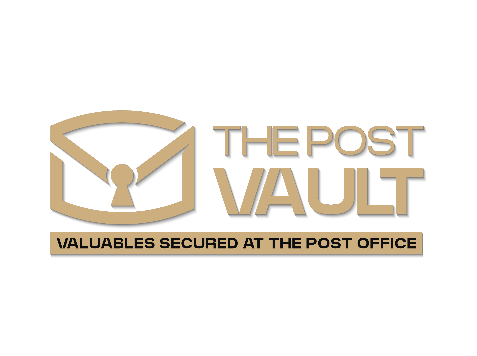 THE POST
VAULT
VALUABLES SECURED AT THE POST OFFICE